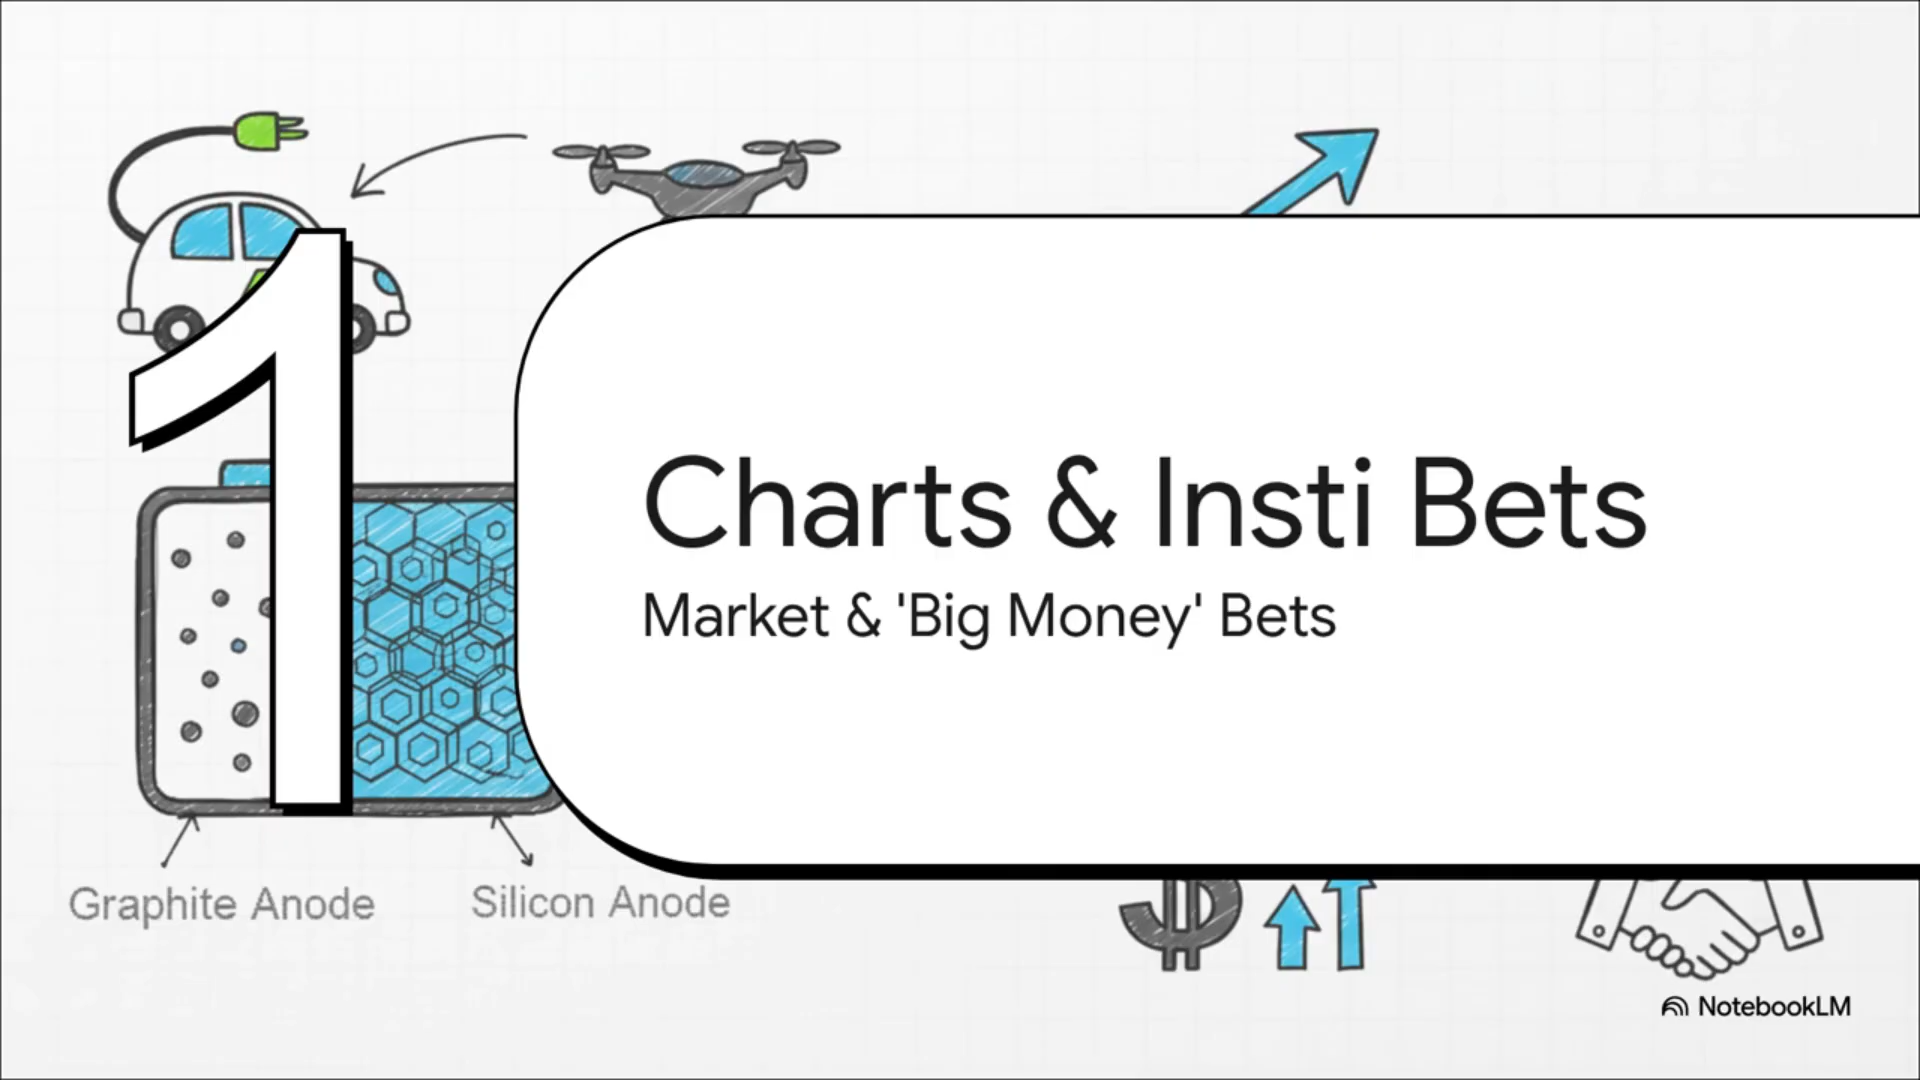 1
Charts & Insti Bets
Market & 'Big Money' Bets
Graphite Anode
Silicon Anode
$
NotebookLM